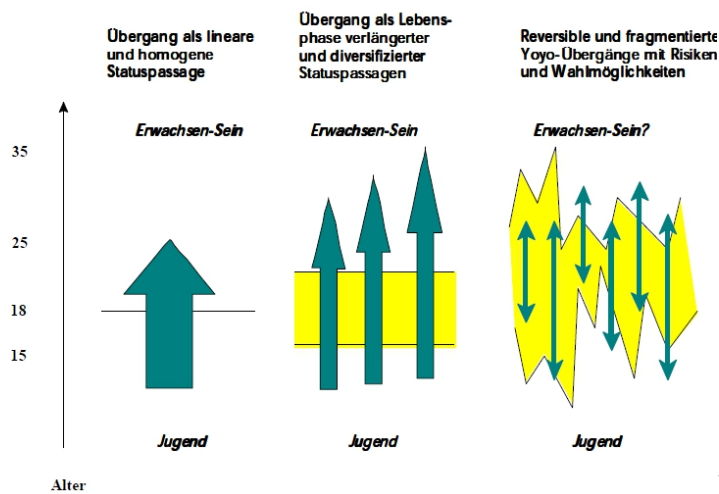 Übergang als lineare
und homogene
Statuspassage
Übergang als Lebens-
phase verlängerter
und diversifizierter
Statuspassagen
Reversible und fragmentierte
Yoyo-Übergänge mit Risiken
und Wahlmöglichkeiten
Erwachsen-Sein
Erwachsen-Sein
Erwachsen-Sein?
35
25
18
15
Jugend
Jugend
Jugend
Alter